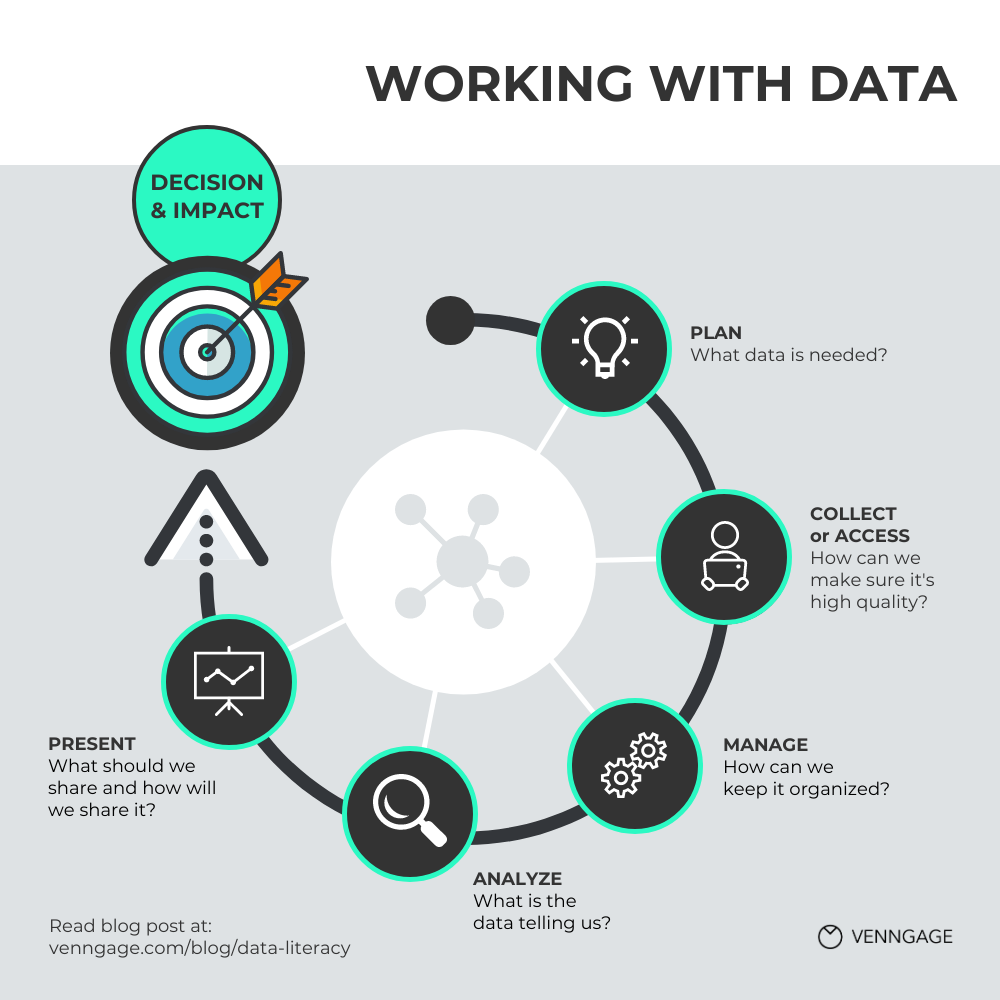 WORKING WITH DATA
DECISION
& IMPACT
PLAN
What data is needed?
COLLECT
or ACCESS
How can we
make sure it's
high quality?
MANAGE
How can we
keep it organized?
ANALYZE
What is the
data telling us?
PRESENT
What should we
share and how will
we share it?
Read blog post at:
venngage.com/blog/data-literacy
VENNGAGE